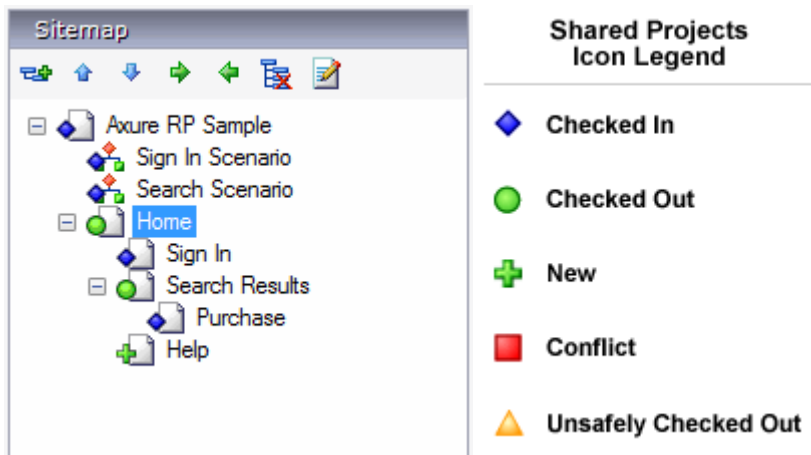 Sitemap
Axure RP Sample
Sign In Scenario
Search Scenario
Home
Sign In
Search Results
Purchase
Help
Shared Projects
Icon Legend
Checked In
Checked Out
New
Conflict
Unsafely Checked Out